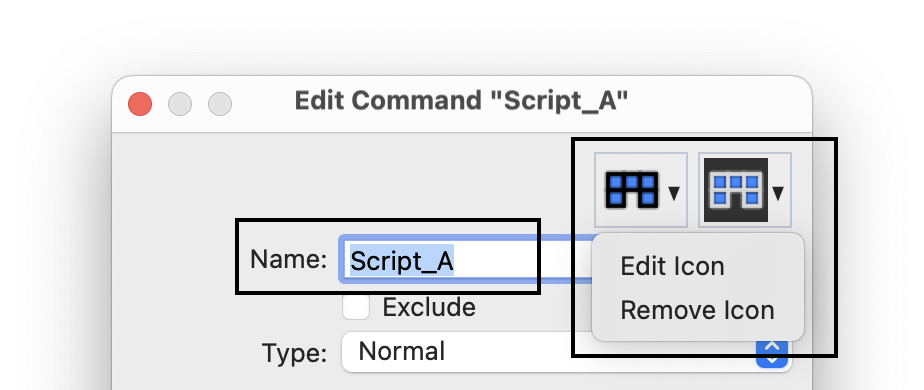 Edit Command "Script_A"
Name: Script_A
Edit Icon
Exclude
Remove Icon
Type: Normal